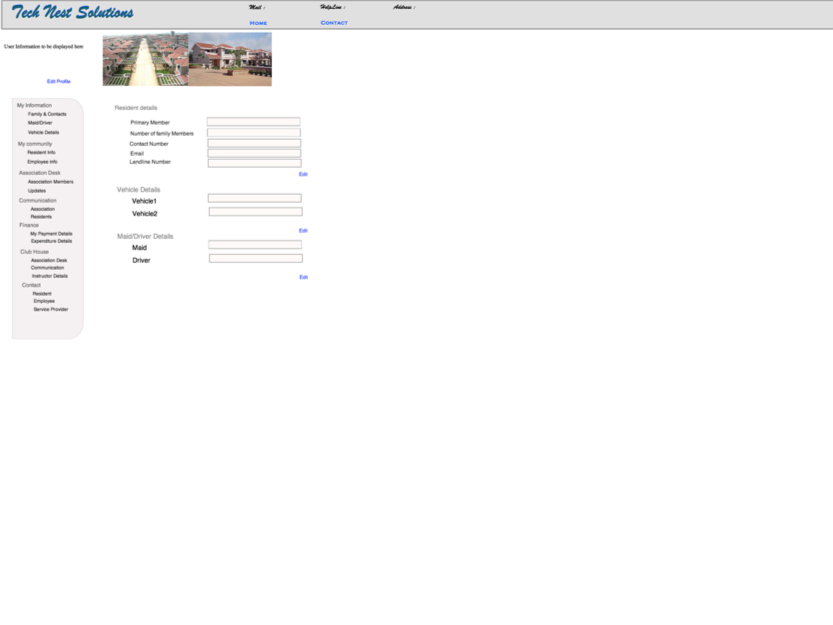 Tech Nest Solutions
Mail : HelpLine : Address :
HOME CONTACT
User Information to be displayed here
Edit Profile
My Information
Family & Contacts
Maid/Driver
Vehicle Details
My community
Resident Info
Employee info
Association Desk
Association Members
Updates
Communication
Association
Residents
Finance
My Payment Details
Expenditure Details
Club House
Association Desk
Communication
Instructor Details
Contact
Resident
Employee
Service Provider
Resident details
Primary Member
Number of family Members
Contact Number
Email
Landline Number
Edit
Vehicle Details
Vehicle1
Vehicle2
Edit
Maid/Driver Details
Maid
Driver
Edit